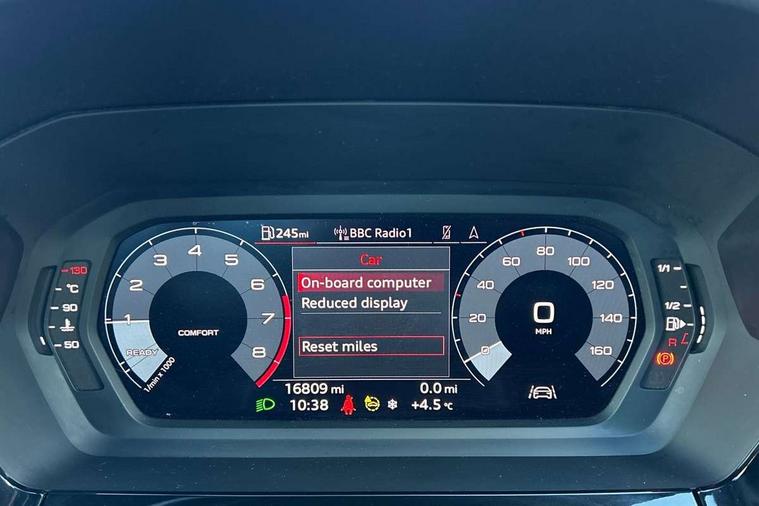 245mi
BBC Radio1
Car
On-board computer
Reduced display
Reset miles
1
2
3
4
5
6
7
8
READY
1/min x 1000
COMFORT
0
20
40
60
80
100
120
140
160
0
MPH
130
°C
90
50
1/1
1/2
R
(P)
16809 mi
0.0 mi
10:38
+4.5 °C